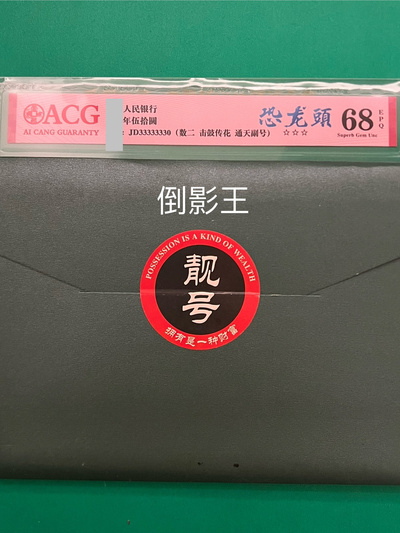 ACG
AI CANG GUARANTY
人民银行
年伍拾圆
: JD33333330 (数二 击鼓传花 通天副号)
恐龙頭
☆☆☆
68
EPQ
Superb Gem Unc
倒影王
POSSESSION IS A KIND OF WEALTH
靓号
拥有是一种财富